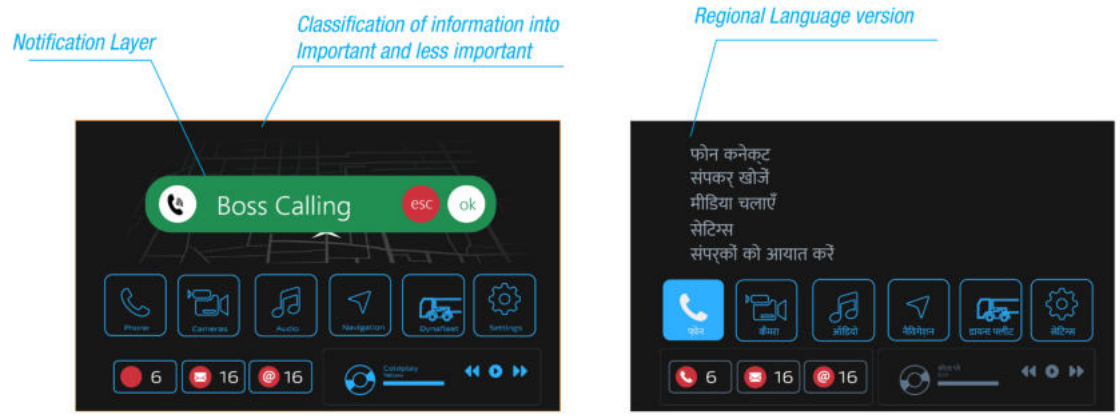 Notification Layer
Classification of information into
Important and less important
Regional Language version
Boss Calling
esc
ok
Phone
Cameras
Audio
Navigation
Dynafleet
Settings
6
16
@ 16
Coldplay
Yellow
फोन कनेक्ट
संपकर् खोजें
मीडिया चलाएँ
सेटिंग्स
संपर्कों को आयात करें
फ़ोन
कैमरा
ऑडियो
नैविगेशन
डायना फ्लीट
सेटिंग्स
6
16
@ 16